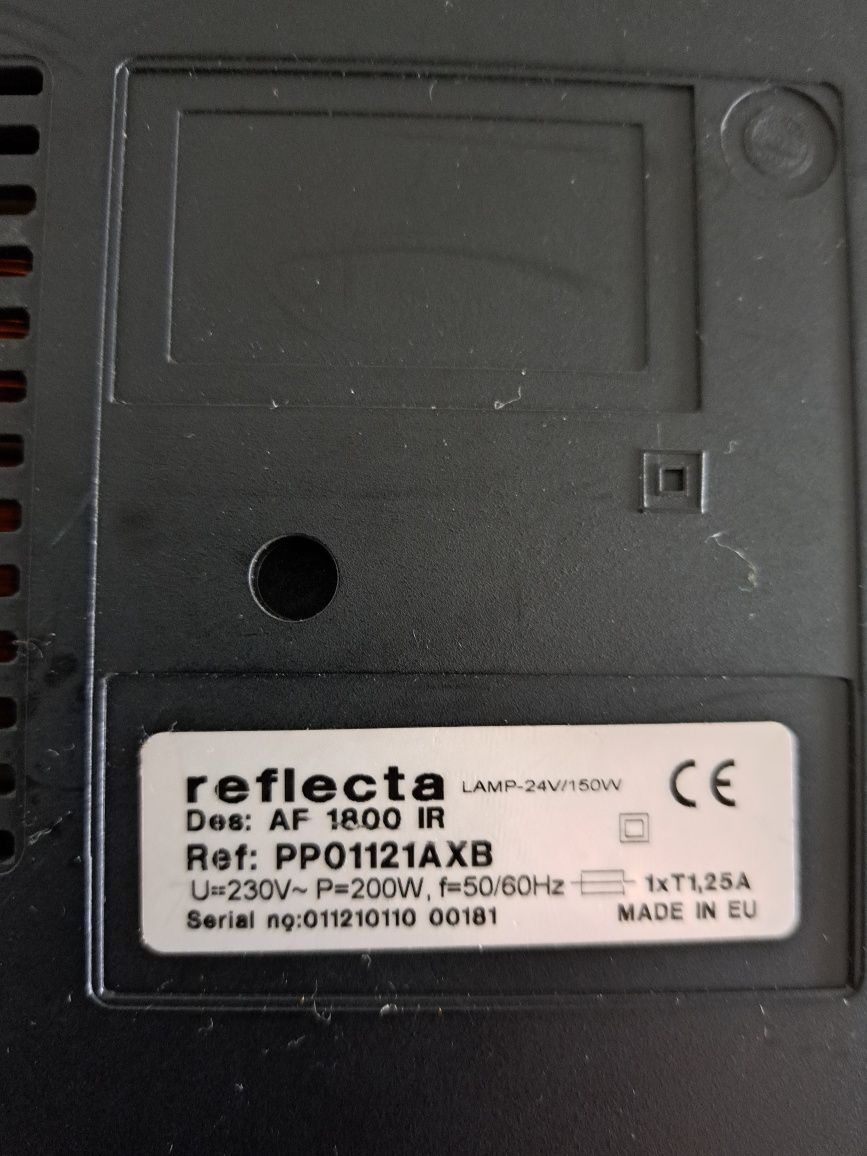 reflecta LAMP-24V/150W CE
Des: AF 1800 IR
Ref: PP01121AXB
U=230V~ P=200W, f=50/60Hz 1xT1,25A
Serial no:011210110 00181 MADE IN EU